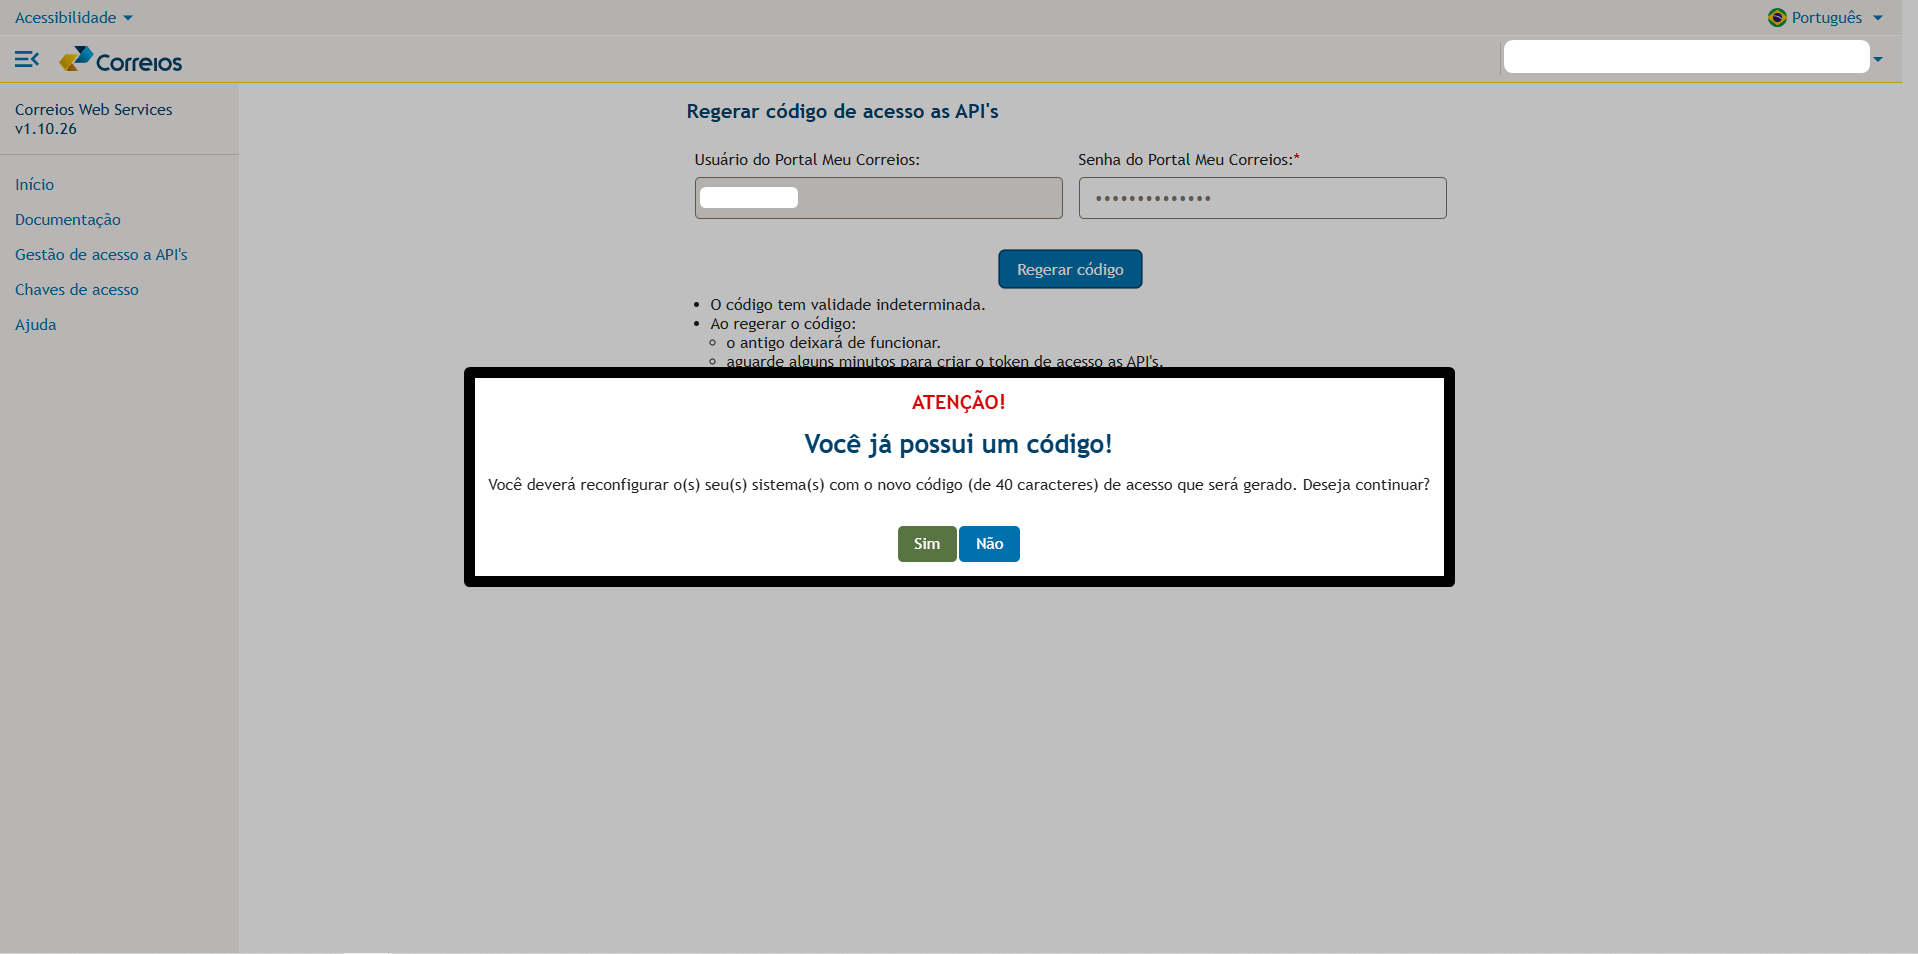 Acessibilidade
Português
Correios
Correios Web Services
v1.10.26
Início
Documentação
Gestão de acesso a API's
Chaves de acesso
Ajuda
Regerar código de acesso as API's
Usuário do Portal Meu Correios:
Senha do Portal Meu Correios:*
••••••••••••••
Regerar código
• O código tem validade indeterminada.
• Ao regerar o código:
o antigo deixará de funcionar.
aguarde alguns minutos para criar o token de acesso as API's.
ATENÇÃO!
Você já possui um código!
Você deverá reconfigurar o(s) seu(s) sistema(s) com o novo código (de 40 caracteres) de acesso que será gerado. Deseja continuar?
Sim
Não